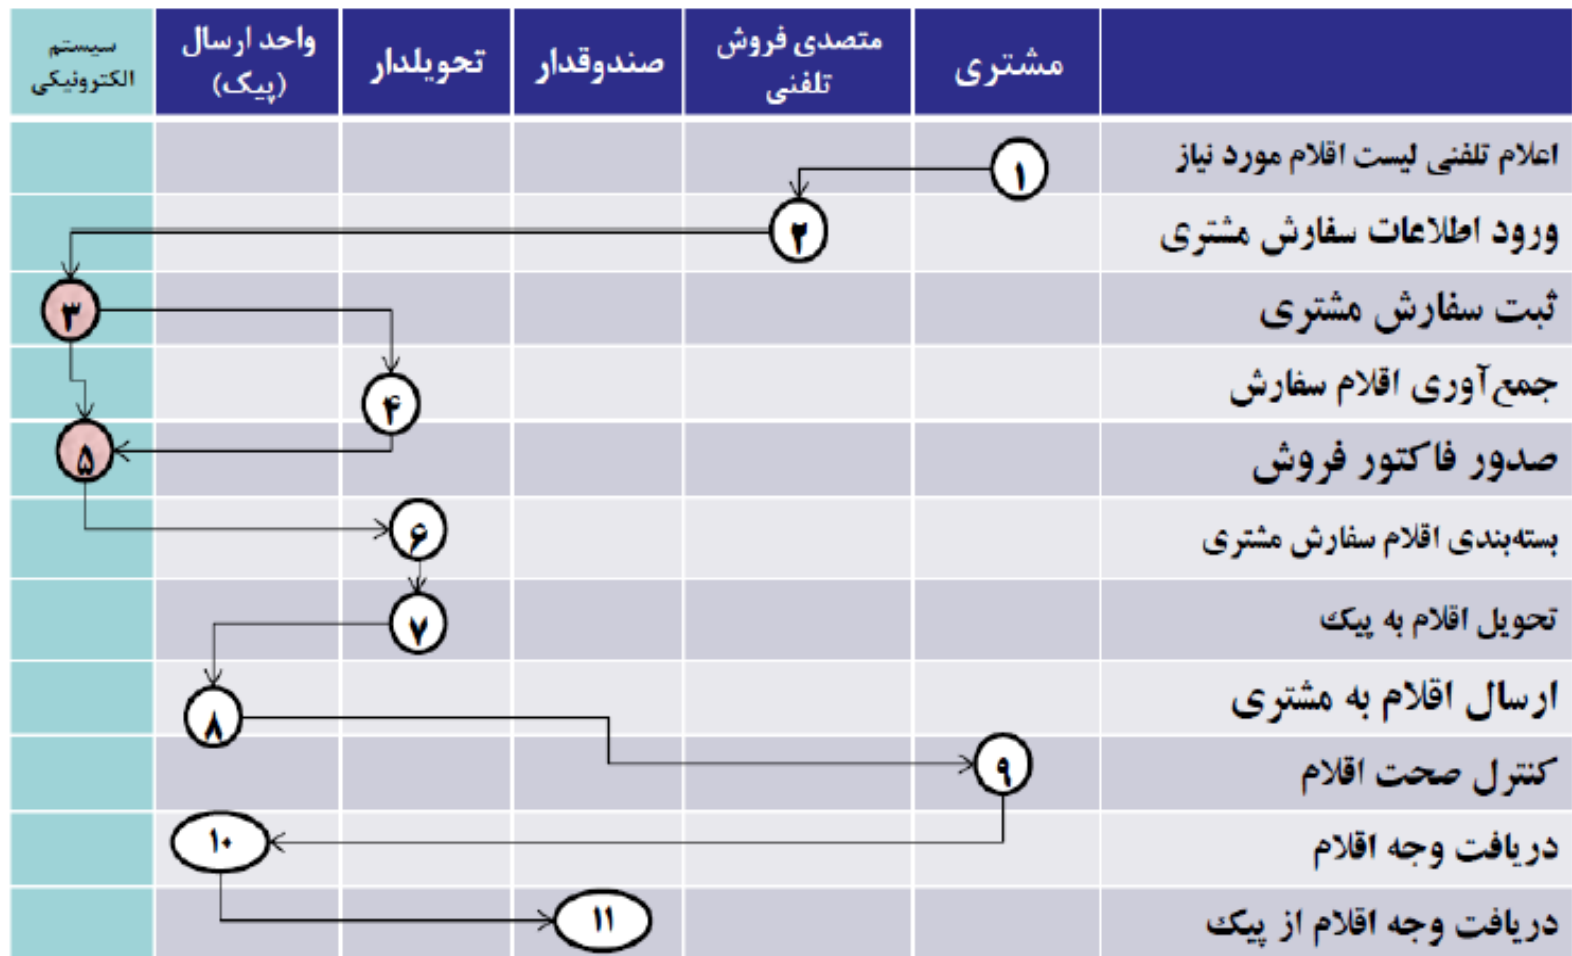 مشتری
متصدی فروش
تلفنی
صندوقدار
تحویلدار
واحد ارسال
(پیک)
سیستم
الکترونیکی
اعلام تلفنی لیست اقلام مورد نیاز
۱
ورود اطلاعات سفارش مشتری
۲
ثبت سفارش مشتری
۳
جمع‌آوری اقلام سفارش
۴
صدور فاکتور فروش
۵
بسته‌بندی اقلام سفارش مشتری
۶
تحویل اقلام به پیک
۷
ارسال اقلام به مشتری
۸
کنترل صحت اقلام
۹
دریافت وجه اقلام
۱۰
دریافت وجه اقلام از پیک
۱۱